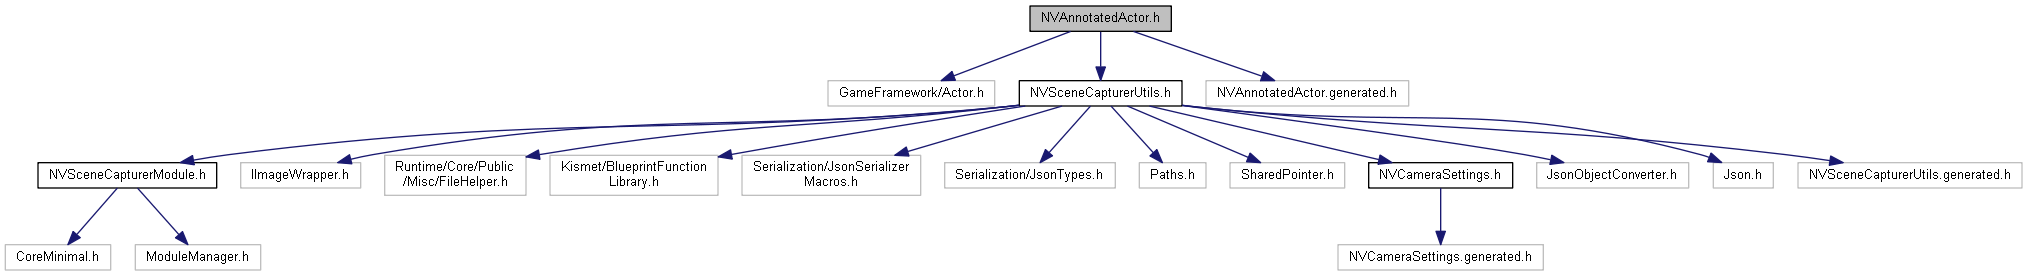 NVAnnotatedActor.h
GameFramework/Actor.h
NVSceneCapturerUtils.h
NVAnnotatedActor.generated.h
NVSceneCapturerModule.h
IImageWrapper.h
Runtime/Core/Public
/Misc/FileHelper.h
Kismet/BlueprintFunction
Library.h
Serialization/JsonSerializer
Macros.h
Serialization/JsonTypes.h
Paths.h
SharedPointer.h
NVCameraSettings.h
JsonObjectConverter.h
Json.h
NVSceneCapturerUtils.generated.h
CoreMinimal.h
ModuleManager.h
NVCameraSettings.generated.h